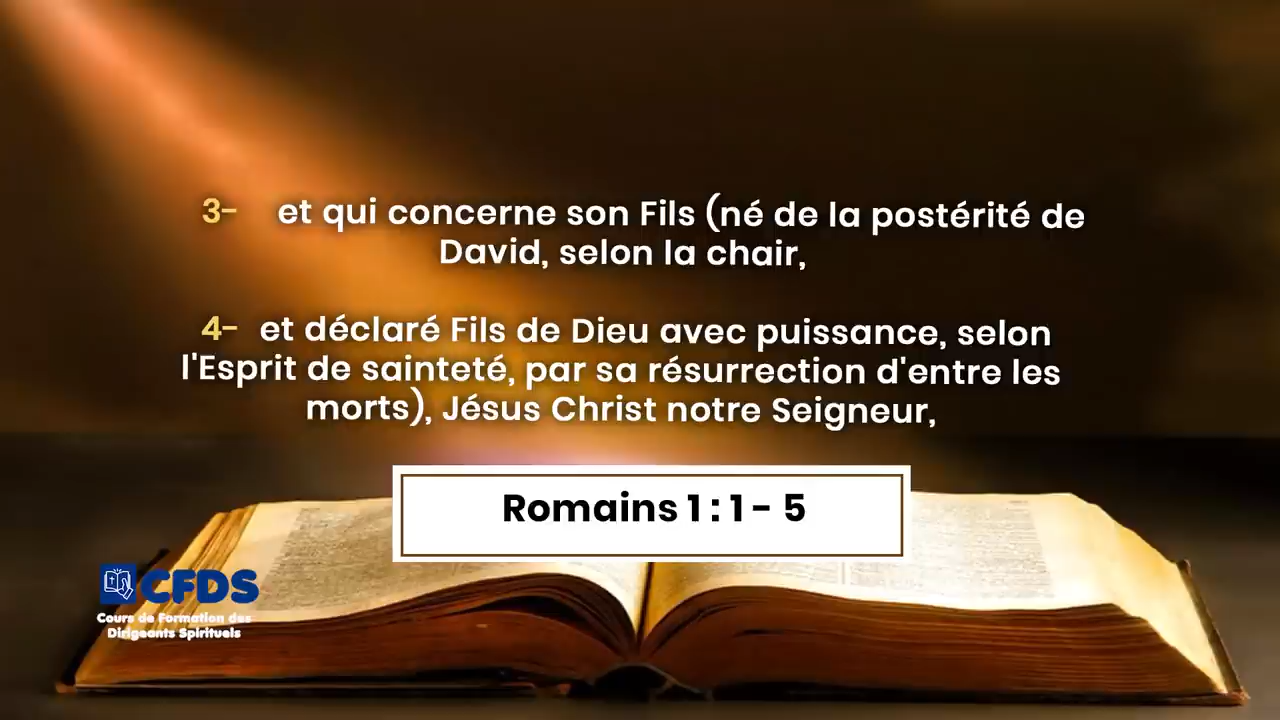 3- et qui concerne son Fils (né de la postérité de
David, selon la chair,
4- et déclaré Fils de Dieu avec puissance, selon
l'Esprit de sainteté, par sa résurrection d'entre les
morts), Jésus Christ notre Seigneur,
Romains 1 : 1 - 5
CFDS
Cours de Formation des
Dirigeants Spirituels